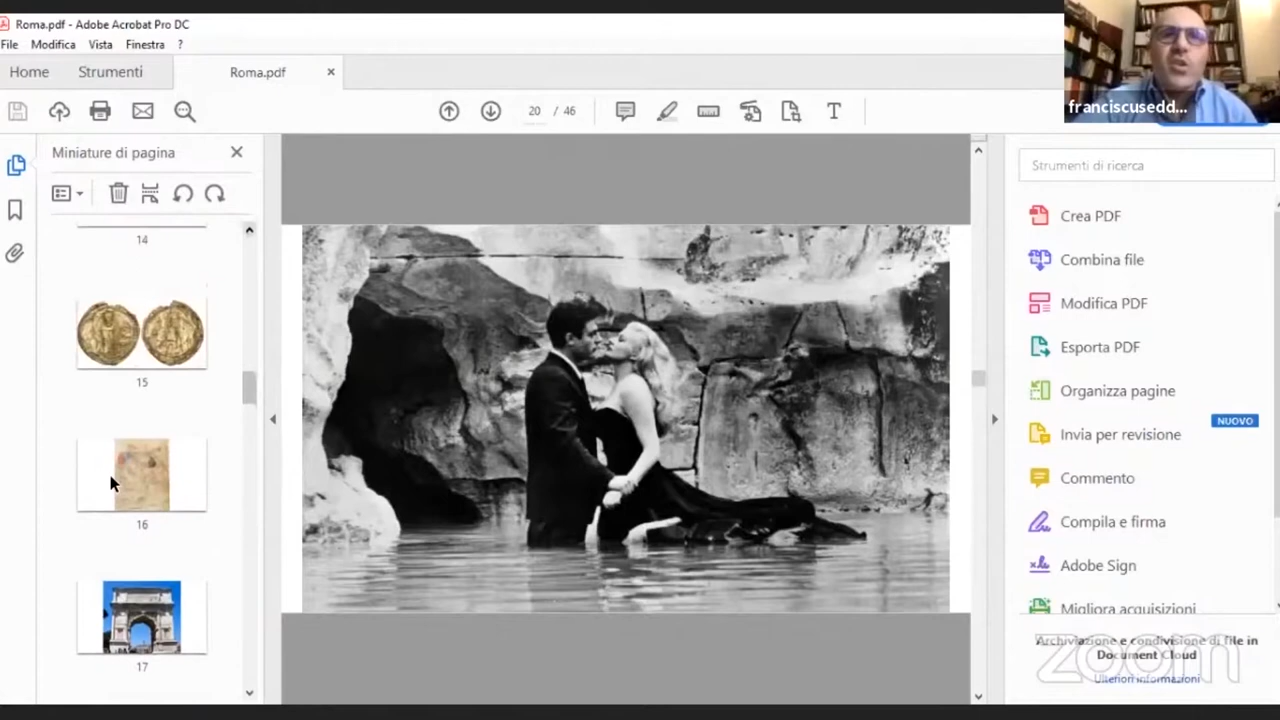 Roma.pdf - Adobe Acrobat Pro DC
File Modifica Vista Finestra ?
Home Strumenti Roma.pdf ×
20 / 46
franciscusedd...
Miniature di pagina
14
15
16
17
Strumenti di ricerca
Crea PDF
Combina file
Modifica PDF
Esporta PDF
Organizza pagine
NUOVO
Invia per revisione
Commento
Compila e firma
Adobe Sign
Migliora acquisizioni
Archiviazione e condivisione di file in
Document Cloud
Ulteriori informazioni
zoom